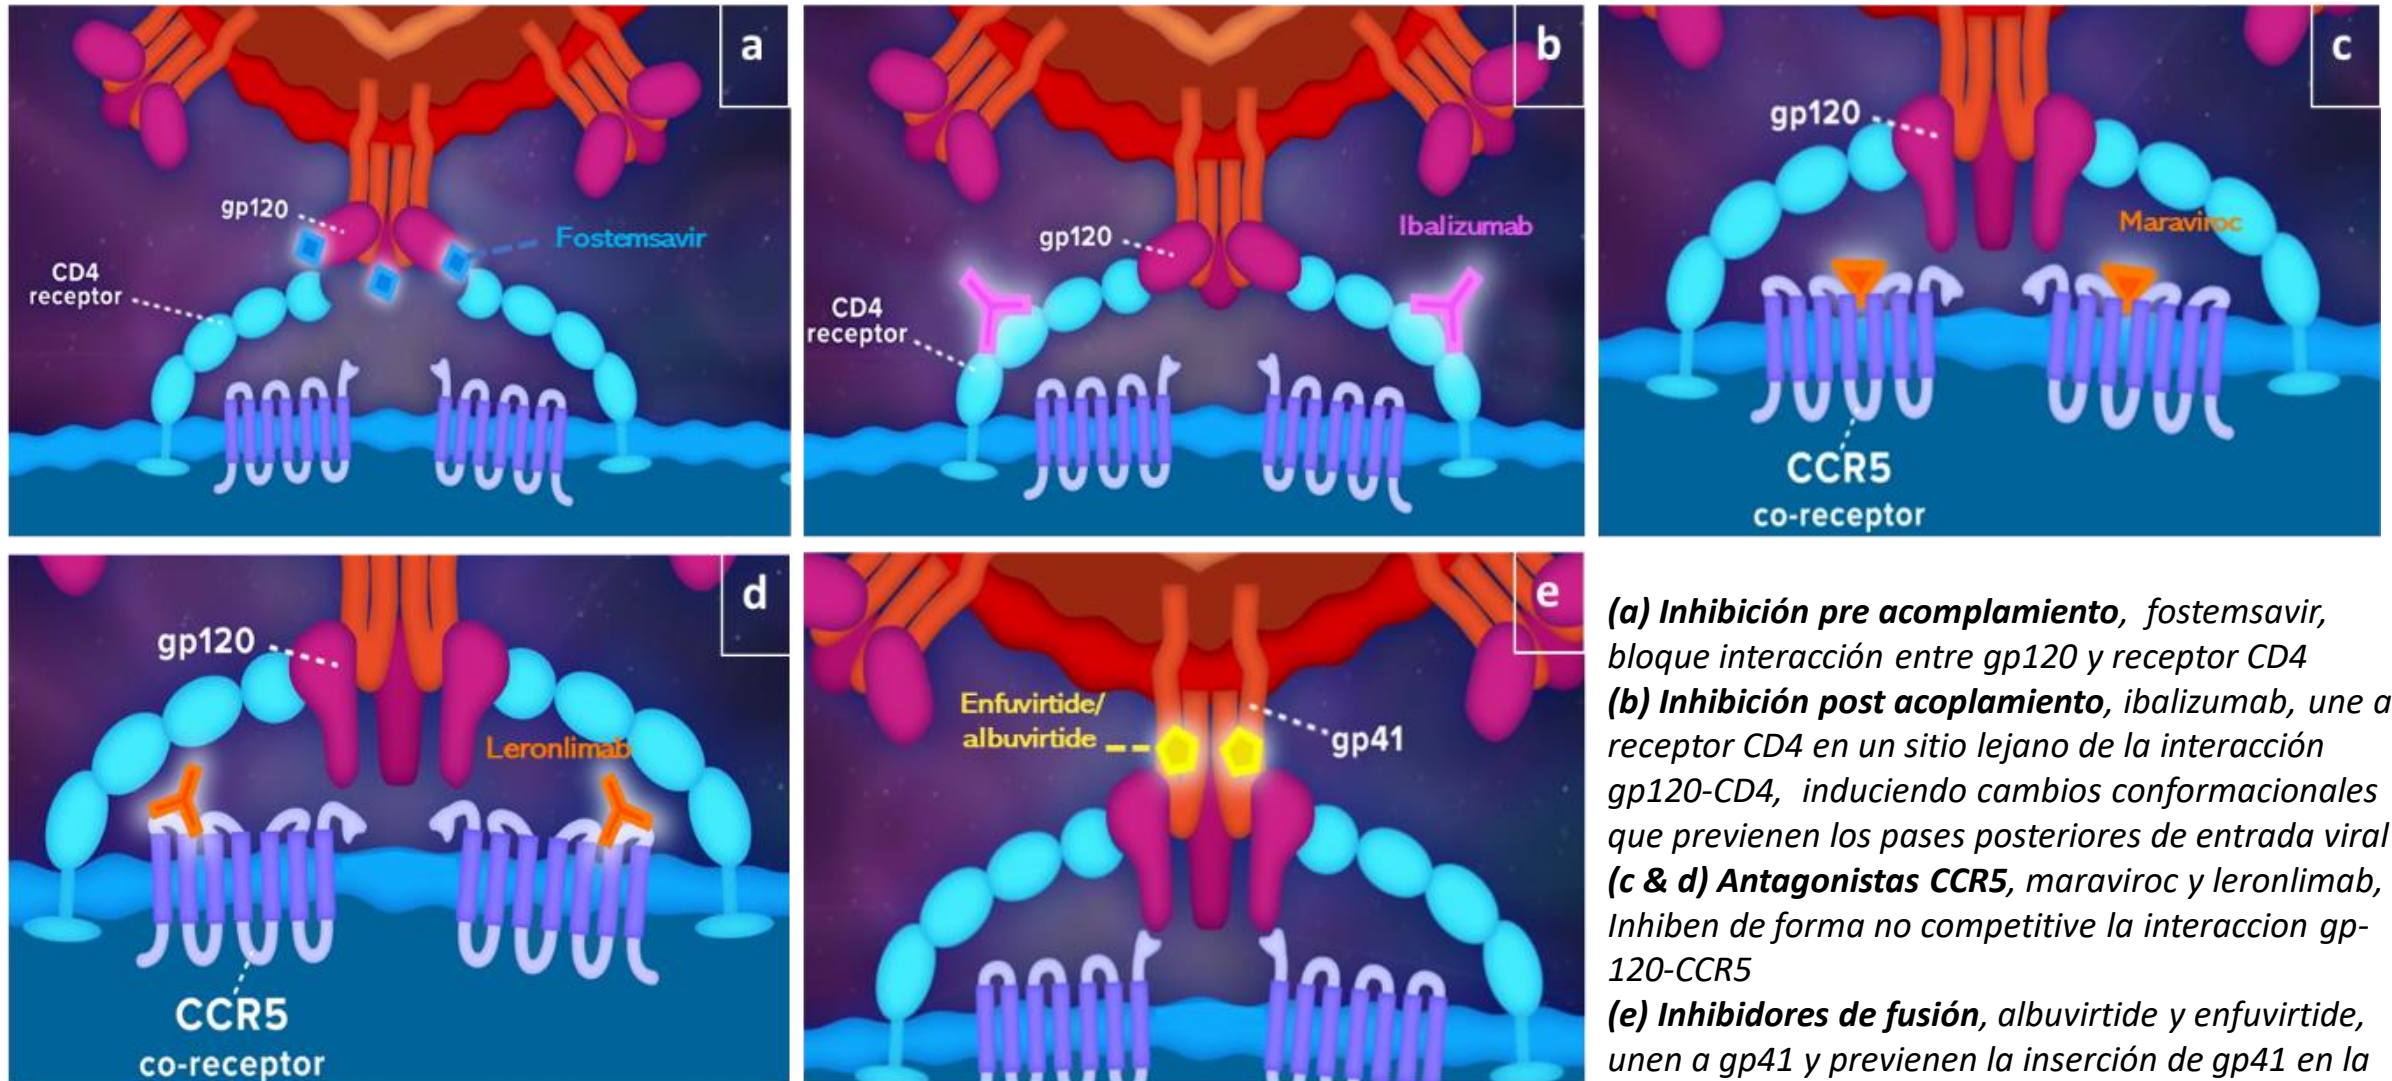 a
gp120
Fostemsavir
CD4
receptor
b
Ibalizumab
gp120
CD4
receptor
c
gp120
Maraviroc
CCR5
co-receptor
d
gp120
Leronlimab
CCR5
co-receptor
e
Enfuvirtide/
albuvirtide
gp41
(a) Inhibición pre acomplamiento, fostemsavir,
bloque interacción entre gp120 y receptor CD4
(b) Inhibición post acoplamiento, ibalizumab, une a
receptor CD4 en un sitio lejano de la interacción
gp120-CD4, induciendo cambios conformacionales
que previenen los pases posteriores de entrada viral
(c & d) Antagonistas CCR5, maraviroc y leronlimab,
Inhiben de forma no competitive la interaccion gp-
120-CCR5
(e) Inhibidores de fusión, albuvirtide y enfuvirtide,
unen a gp41 y previenen la inserción de gp41 en la